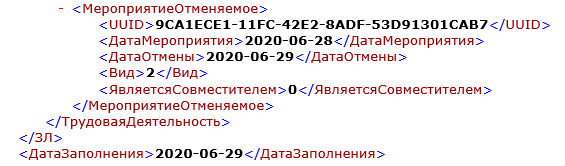 - <МероприятиеОтменяемое>
<UUID>9CA1ECE1-11FC-42E2-8ADF-53D91301CAB7</UUID>
<ДатаМероприятия>2020-06-28</ДатаМероприятия>
<ДатаОтмены>2020-06-29</ДатаОтмены>
<Вид>2</Вид>
<ЯвляетсяСовместителем>0</ЯвляетсяСовместителем>
</МероприятиеОтменяемое>
</ТрудоваяДеятельность>
</ЗЛ>
<ДатаЗаполнения>2020-06-29</ДатаЗаполнения>